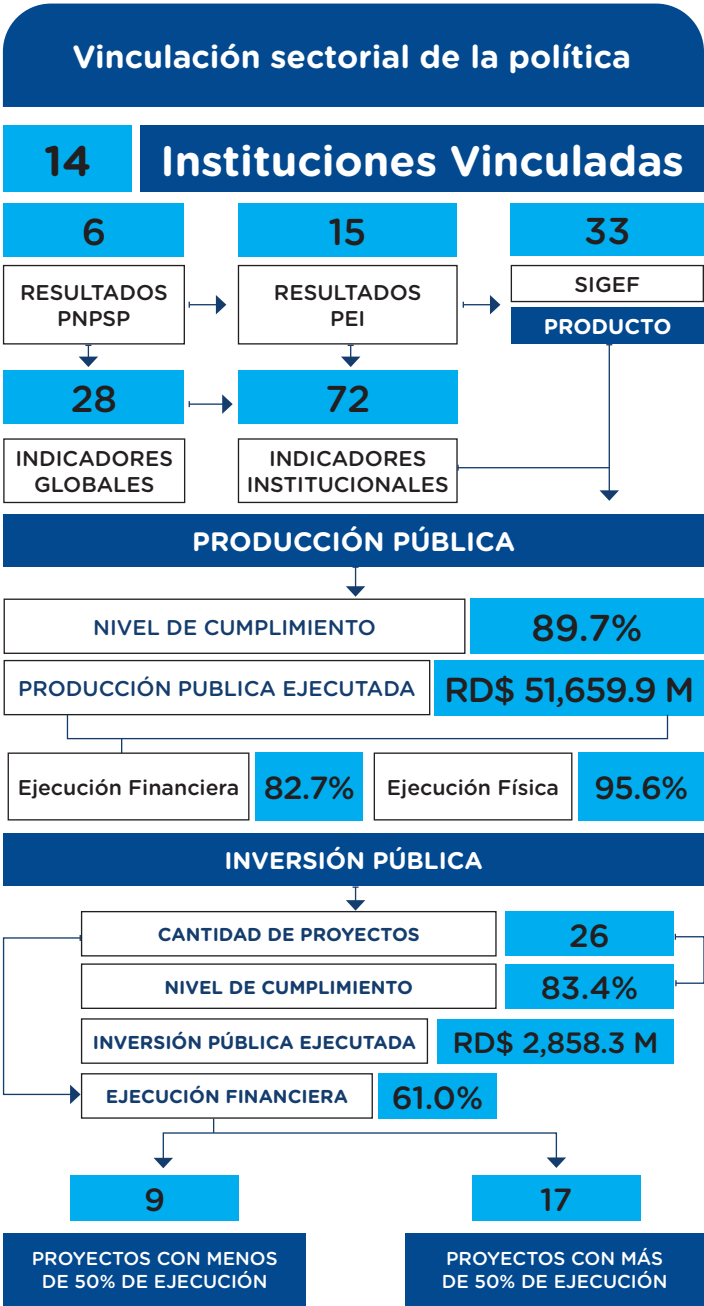 Vinculación sectorial de la política
14 Instituciones Vinculadas
6
15
33
RESULTADOS
PNPSP
RESULTADOS
PEI
SIGEF
PRODUCTO
28
72
INDICADORES
GLOBALES
INDICADORES
INSTITUCIONALES
PRODUCCIÓN PÚBLICA
NIVEL DE CUMPLIMIENTO
89.7%
PRODUCCIÓN PUBLICA EJECUTADA
RD$ 51,659.9 M
Ejecución Financiera
82.7%
Ejecución Física
95.6%
INVERSIÓN PÚBLICA
CANTIDAD DE PROYECTOS
26
NIVEL DE CUMPLIMIENTO
83.4%
INVERSIÓN PÚBLICA EJECUTADA
RD$ 2,858.3 M
EJECUCIÓN FINANCIERA
61.0%
9
17
PROYECTOS CON MENOS
DE 50% DE EJECUCIÓN
PROYECTOS CON MÁS
DE 50% DE EJECUCIÓN